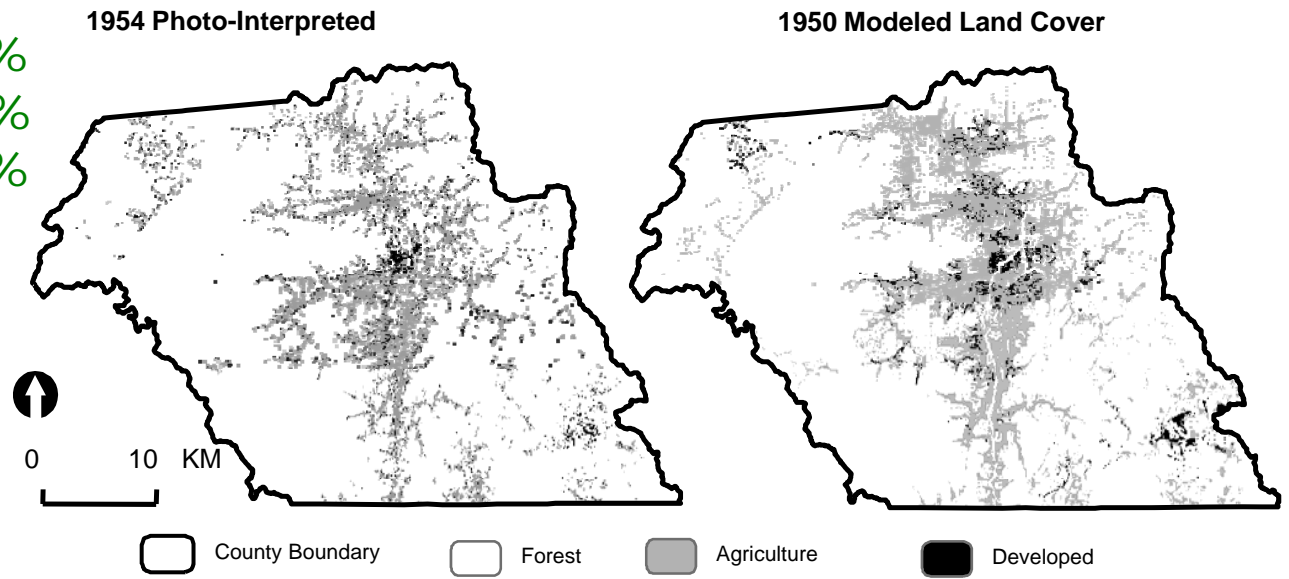 1954 Photo-Interpreted
1950 Modeled Land Cover
%
%
%
0 10 KM
County Boundary
Forest
Agriculture
Developed